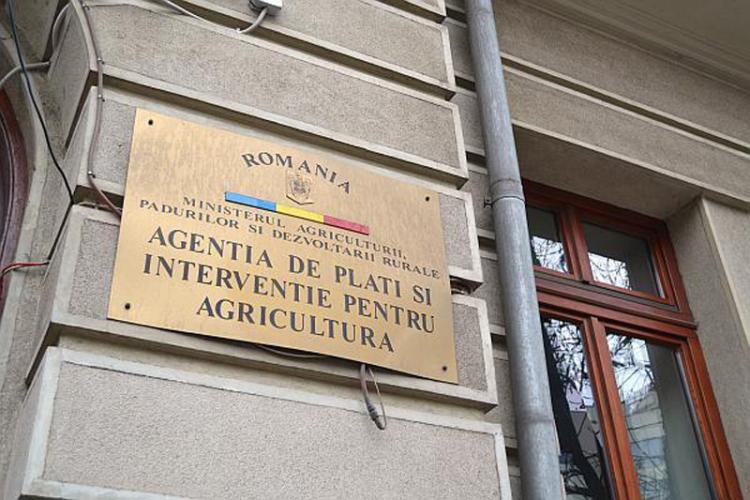 ROMANIA
MINISTERUL AGRICULTURII,
PADURILOR SI DEZVOLTARII RURALE
AGENTIA DE PLATI SI
INTERVENTIE PENTRU
AGRICULTURA